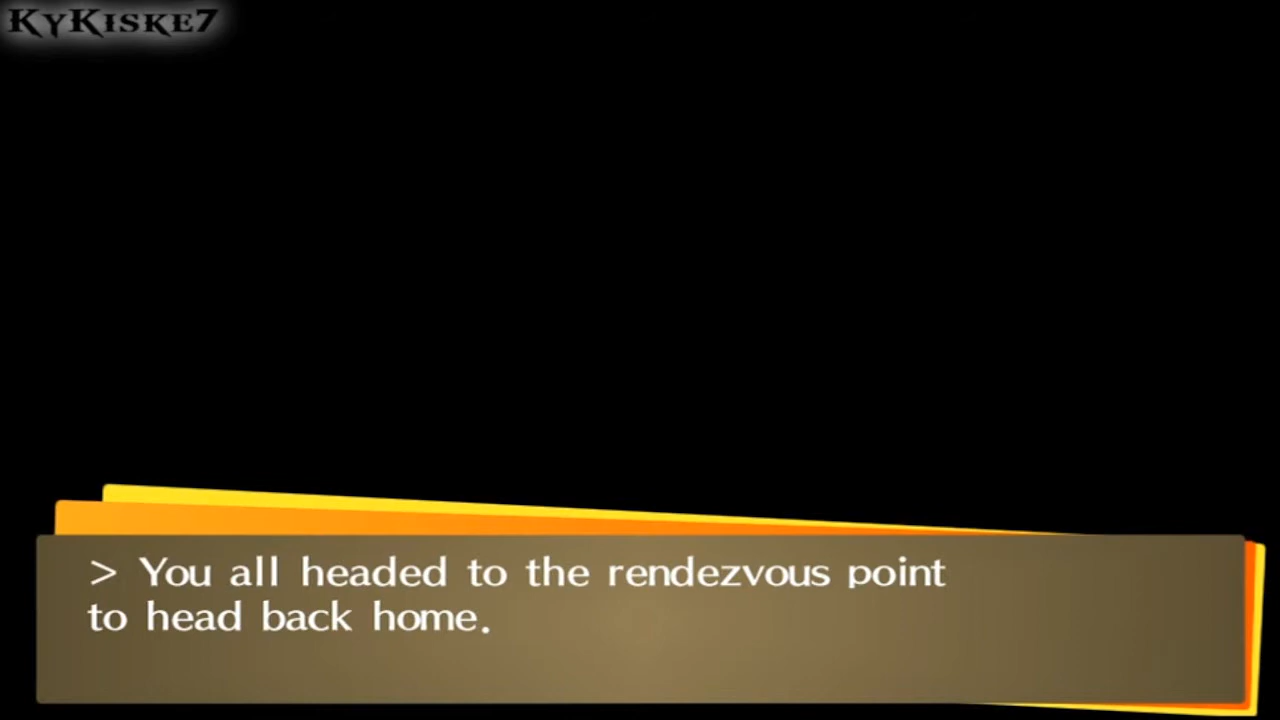 KyKiske7
> You all headed to the rendezvous point
to head back home.